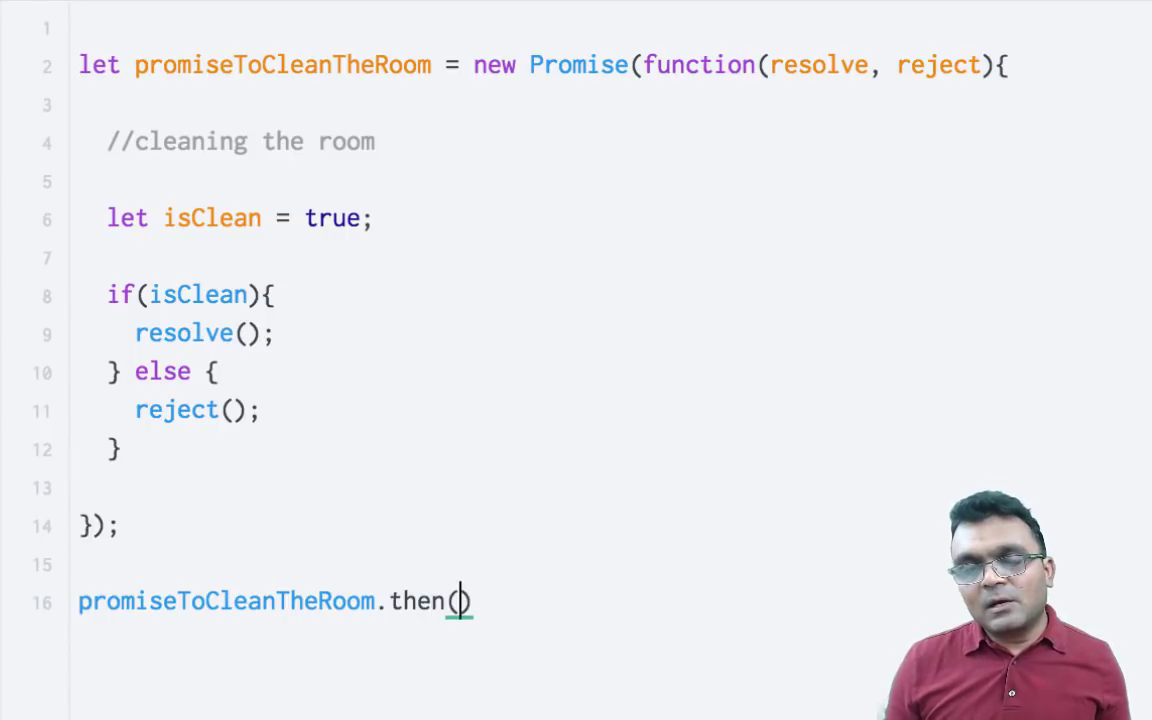 1
2 let promiseToCleanTheRoom = new Promise(function(resolve, reject){
3
4 //cleaning the room
5
6 let isClean = true;
7
8 if(isClean){
9 resolve();
10 } else {
11 reject();
12 }
13
14 });
15
16 promiseToCleanTheRoom.then()